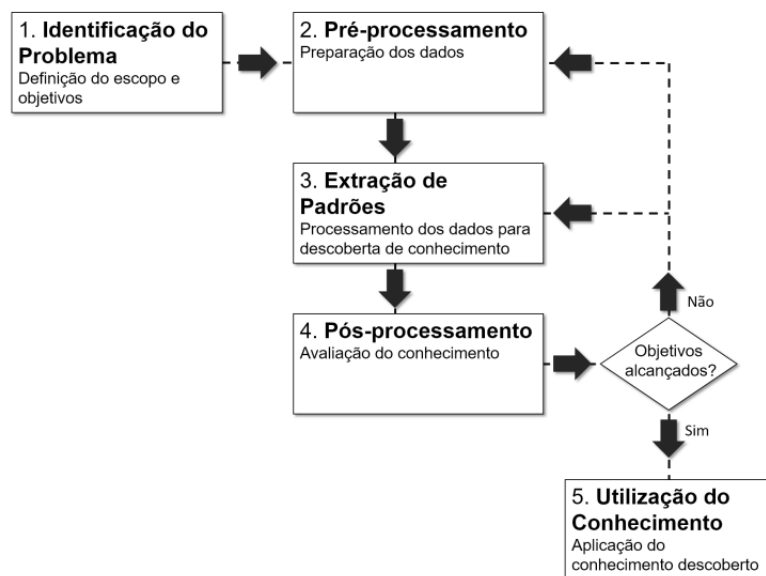 1. Identificação do
Problema
Definição do escopo e
objetivos
2. Pré-processamento
Preparação dos dados
3. Extração de
Padrões
Processamento dos dados para
descoberta de conhecimento
4. Pós-processamento
Avaliação do conhecimento
Não
Objetivos
alcançados?
Sim
5. Utilização do
Conhecimento
Aplicação do
conhecimento descoberto